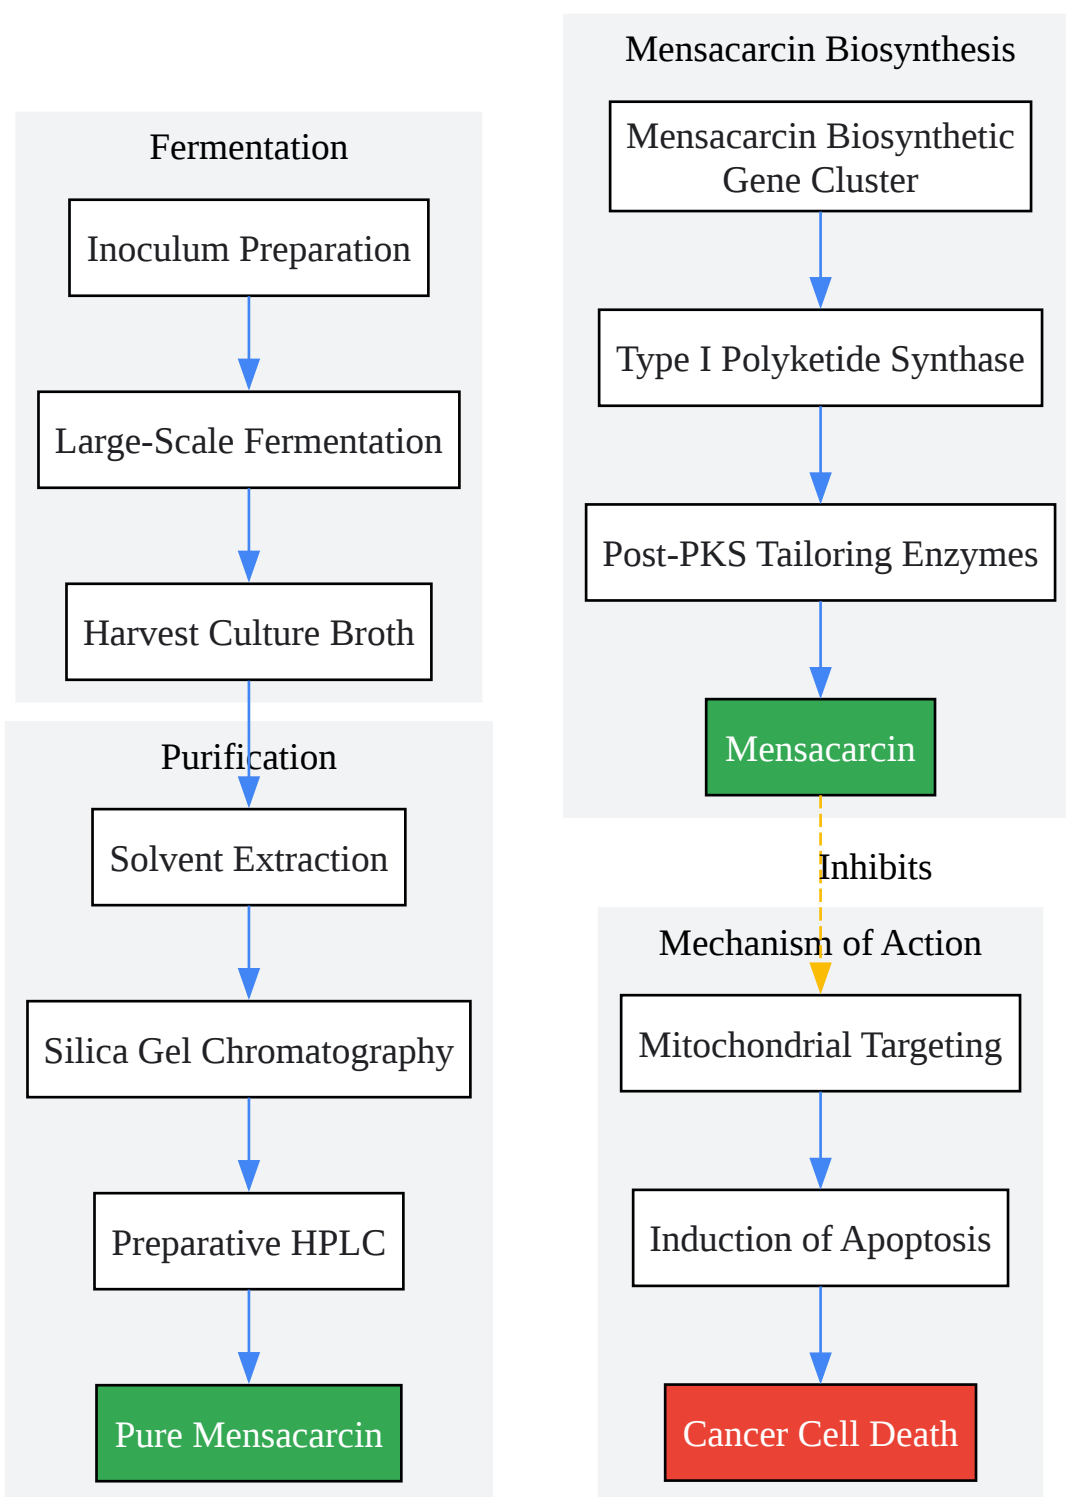 Fermentation
Inoculum Preparation
Large-Scale Fermentation
Harvest Culture Broth
Purification
Solvent Extraction
Silica Gel Chromatography
Preparative HPLC
Pure Mensacarcin
Mensacarcin Biosynthesis
Mensacarcin Biosynthetic
Gene Cluster
Type I Polyketide Synthase
Post-PKS Tailoring Enzymes
Mensacarcin
Inhibits
Mechanism of Action
Mitochondrial Targeting
Induction of Apoptosis
Cancer Cell Death